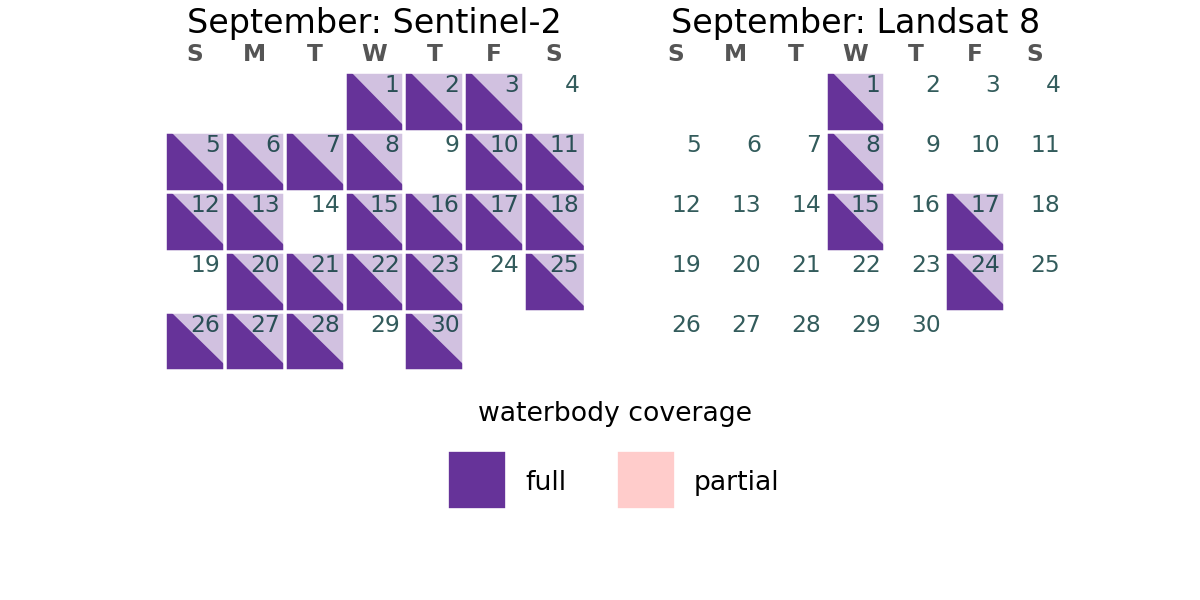 September: Sentinel-2
S M T W T F S
1 2 3 4
5 6 7 8 9 10 11
12 13 14 15 16 17 18
19 20 21 22 23 24 25
26 27 28 29 30
September: Landsat 8
S M T W T F S
1 2 3 4
5 6 7 8 9 10 11
12 13 14 15 16 17 18
19 20 21 22 23 24 25
26 27 28 29 30
waterbody coverage
full partial